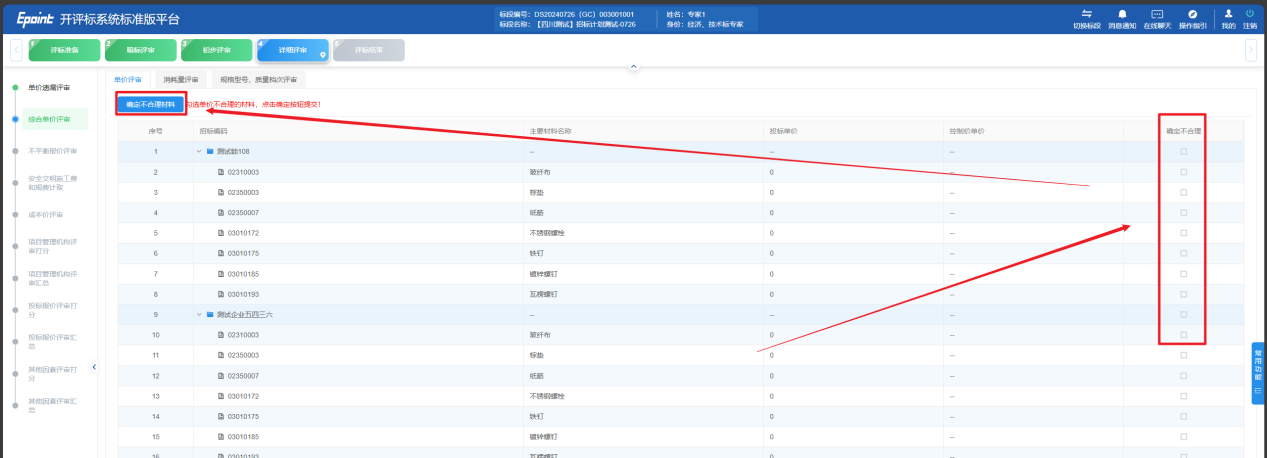 Epoint 开评标系统标准版平台
标段编号：DS20240726（GC）003001001
标段名称：【四川测试】招标计划测试-0726
姓名：专家1
身份：经济、技术标专家
切换标段 消息通知 在线聊天 操作指引 我的 注销
1 评标准备
2 暗标评审
3 初步评审
4 详细评审
5 评标结束
单价遗漏评审
综合单价评审
不平衡报价评审
安全文明施工费和规费计取
成本价评审
项目管理机构评审打分
项目管理机构评审汇总
投标报价评审打分
投标报价评审汇总
其他因素评审打分
其他因素评审汇总
单价评审 消耗量评审 规格型号，质量档次评审
确定不合理材料 勾选单价不合理的材料，点击确定按钮提交！
序号 招标编码 主要材料名称 投标单价 控制价单价 确定不合理
1 测试锁108 -- -- --
2 02310003 玻纤布 0 --
3 02350003 棕垫 0 --
4 02350007 纸筋 0 --
5 03010172 不锈钢螺栓 0 --
6 03010175 铁钉 0 --
7 03010185 镀锌螺钉 0 --
8 03010193 瓦楞螺钉 0 --
9 测试企业五四三六 -- -- --
10 02310003 玻纤布 0 --
11 02350003 棕垫 0 --
12 02350007 纸筋 0 --
13 03010172 不锈钢螺栓 0 --
14 03010175 铁钉 0 --
15 03010185 镀锌螺钉 0 --
16 03010193 瓦楞螺钉 0 --
常用功能